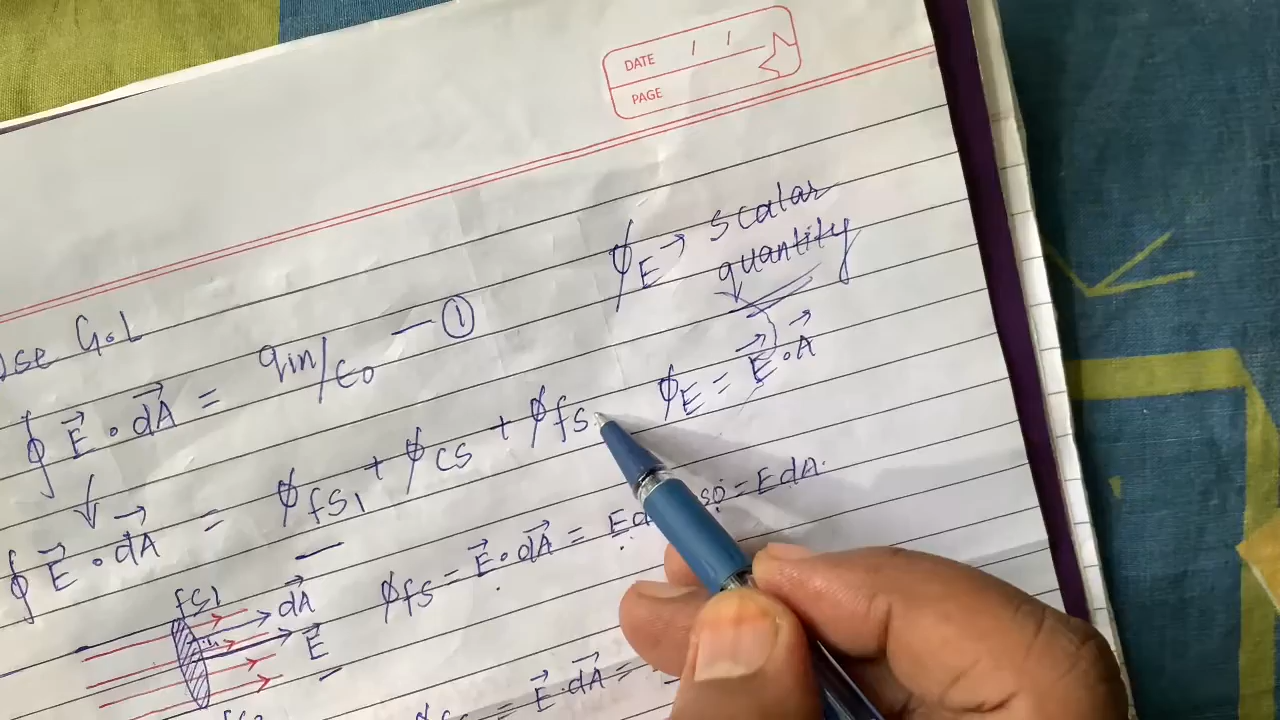 DATE / /
PAGE
ϕE → scalar
quantity
Use G.L
∮ E⃗ • dA⃗ = qin/ε0 — ①
ϕE = E⃗ • A⃗
∮ E⃗ • dA⃗ = ϕfS1 + ϕcs + ϕfS
ϕfs = E⃗ • dA⃗ = = EdA.
fS1
dA⃗
E⃗
E⃗ • dA⃗ =